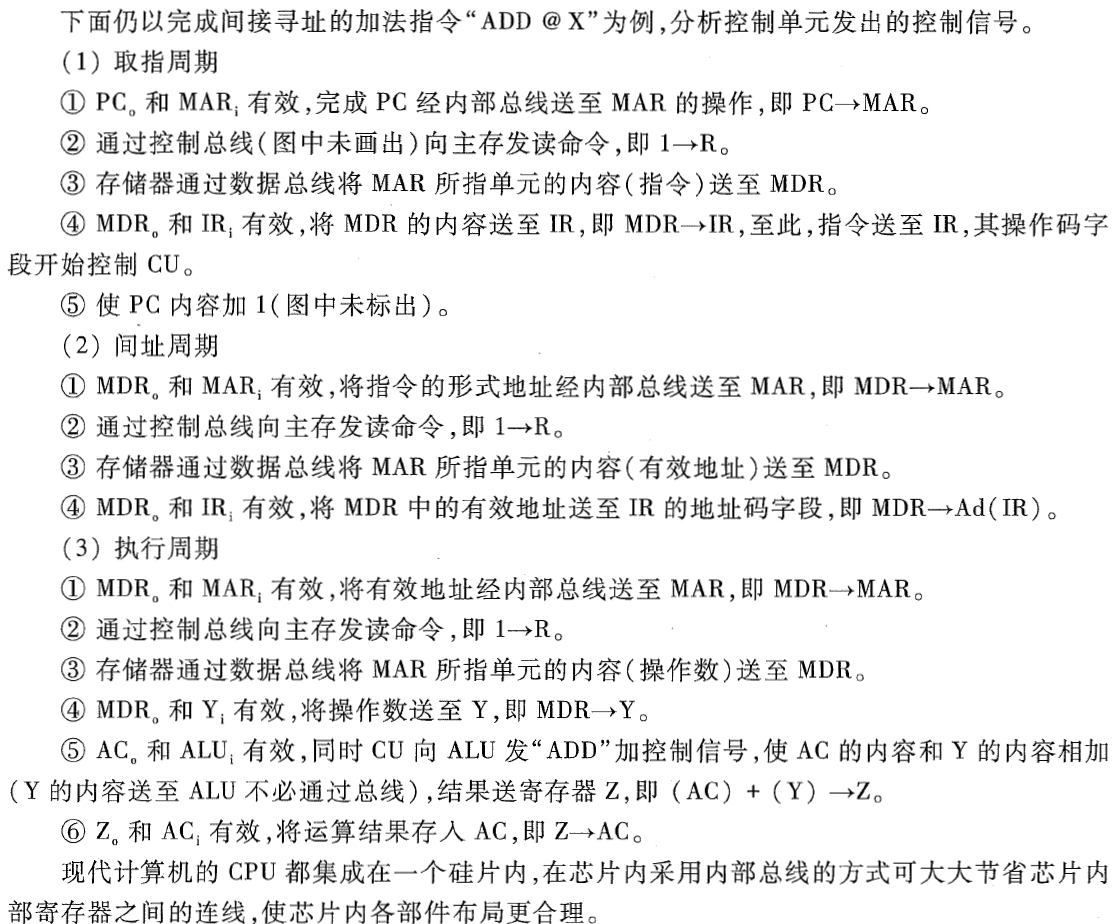 下面仍以完成间接寻址的加法指令“ADD @ X”为例,分析控制单元发出的控制信号。
(1) 取指周期
① PCₒ 和 MARᵢ 有效,完成 PC 经内部总线送至 MAR 的操作,即 PC→MAR。
② 通过控制总线(图中未画出)向主存发读命令,即 1→R。
③ 存储器通过数据总线将 MAR 所指单元的内容(指令)送至 MDR。
④ MDRₒ 和 IRᵢ 有效,将 MDR 的内容送至 IR,即 MDR→IR,至此,指令送至 IR,其操作码字
段开始控制 CU。
⑤ 使 PC 内容加 1(图中未标出)。
(2) 间址周期
① MDRₒ 和 MARᵢ 有效,将指令的形式地址经内部总线送至 MAR,即 MDR→MAR。
② 通过控制总线向主存发读命令,即 1→R。
③ 存储器通过数据总线将 MAR 所指单元的内容(有效地址)送至 MDR。
④ MDRₒ 和 IRᵢ 有效,将 MDR 中的有效地址送至 IR 的地址码字段,即 MDR→Ad(IR)。
(3) 执行周期
① MDRₒ 和 MARᵢ 有效,将有效地址经内部总线送至 MAR,即 MDR→MAR。
② 通过控制总线向主存发读命令,即 1→R。
③ 存储器通过数据总线将 MAR 所指单元的内容(操作数)送至 MDR。
④ MDRₒ 和 Yᵢ 有效,将操作数送至 Y,即 MDR→Y。
⑤ ACₒ 和 ALUᵢ 有效,同时 CU 向 ALU 发“ADD”加控制信号,使 AC 的内容和 Y 的内容相加
(Y 的内容送至 ALU 不必通过总线),结果送寄存器 Z,即 (AC) + (Y) →Z。
⑥ Zₒ 和 ACᵢ 有效,将运算结果存入 AC,即 Z→AC。
现代计算机的 CPU 都集成在一个硅片内,在芯片内采用内部总线的方式可大大节省芯片内
部寄存器之间的连线,使芯片内各部件布局更合理。